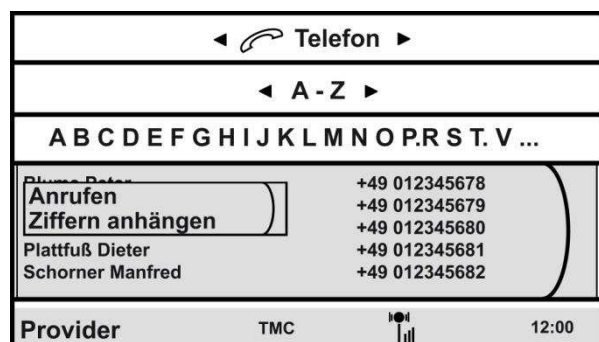 ◄ Telefon ►
◄ A - Z ►
A B C D E F G H I J K L M N O P.R S T. V ...
+49 012345678
Anrufen +49 012345679
Ziffern anhängen +49 012345680
Plattfuß Dieter +49 012345681
Schorner Manfred +49 012345682
Provider TMC 12:00